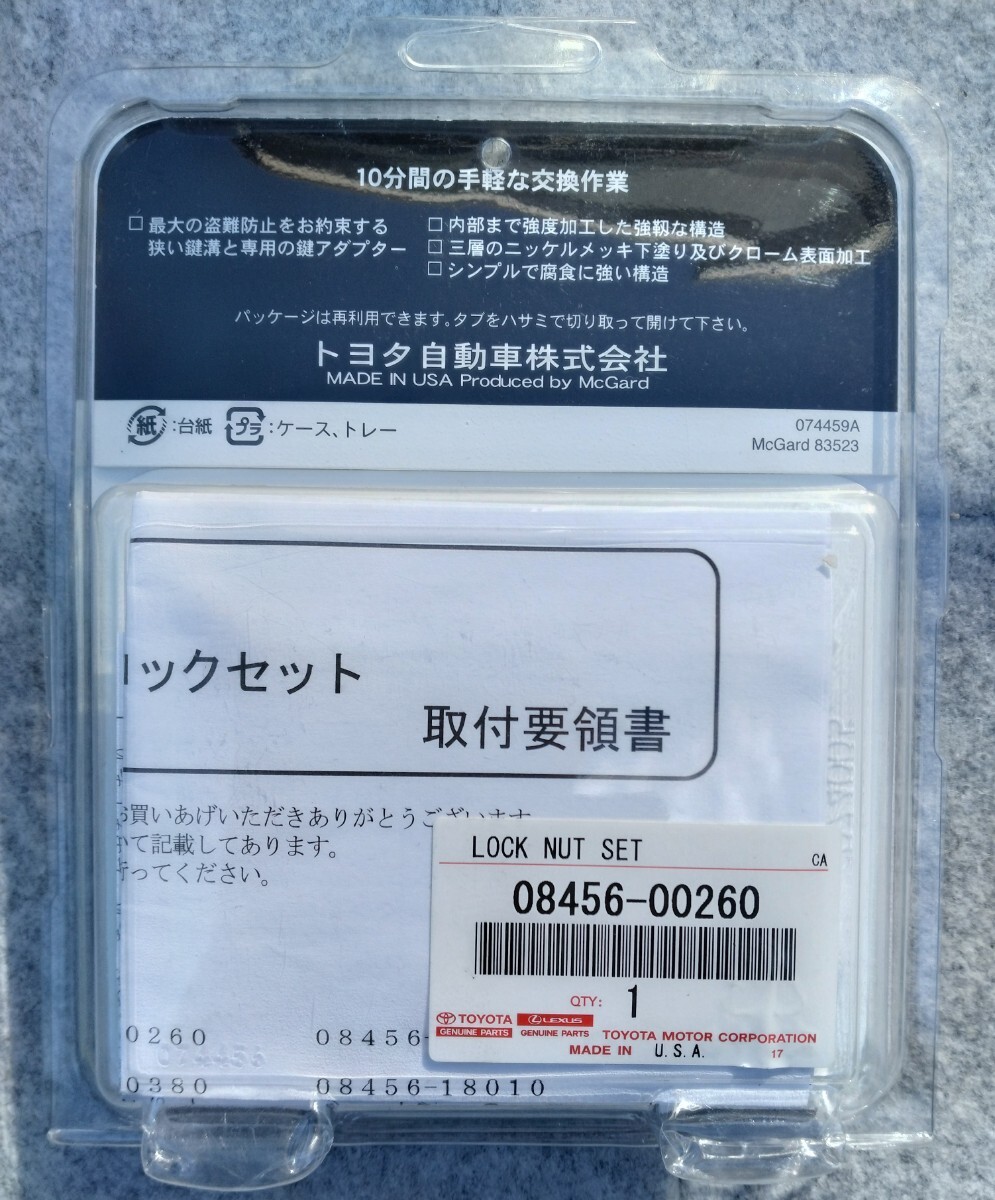 10分間の手軽な交換作業
□ 最大の盗難防止をお約束する
狭い鍵溝と専用の鍵アダプター
□ 内部まで強度加工した強靱な構造
□ 三層のニッケルメッキ下塗り及びクローム表面加工
□ シンプルで腐食に強い構造
パッケージは再利用できます。タブをハサミで切り取って開けて下さい。
トヨタ自動車株式会社
MADE IN USA Produced by McGard
紙:台紙 プラ:ケース、トレー
074459A
McGard 83523
ックセット
取付要領書
お買いあげいただきありがとうございます
て記載してあります。
行ってください。
LOCK NUT SET
CA
08456-00260
QTY: 1
TOYOTA GENUINE PARTS
LEXUS GENUINE PARTS
TOYOTA MOTOR CORPORATION
MADE IN U.S.A.
17
0260 08456-
0380 08456-18010